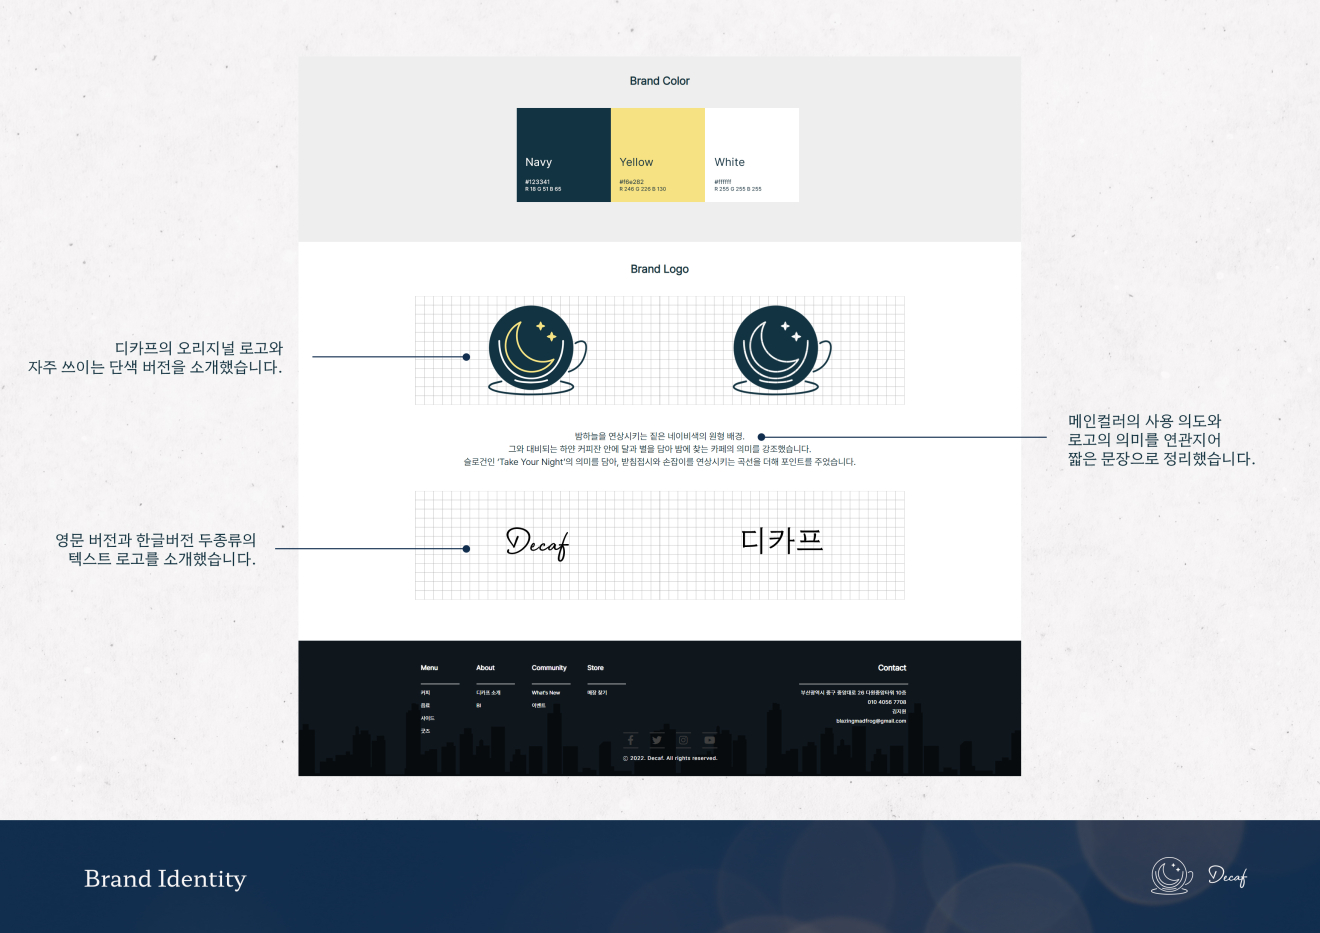 Brand Color
Navy
#123341
R 18 G 51 B 65
Yellow
#f6e282
R 246 G 226 B 130
White
#ffffff
R 255 G 255 B 255
Brand Logo
디카프의 오리지널 로고와
자주 쓰이는 단색 버전을 소개했습니다.
밤하늘을 연상시키는 짙은 네이비색의 원형 배경.
그와 대비되는 하얀 커피잔 안에 달과 별을 담아 밤에 찾는 카페의 의미를 강조했습니다.
슬로건인 'Take Your Night'의 의미를 담아, 받침접시와 손잡이를 연상시키는 곡선을 더해 포인트를 주었습니다.
메인컬러의 사용 의도와
로고의 의미를 연관지어
짧은 문장으로 정리했습니다.
영문 버전과 한글버전 두종류의
텍스트 로고를 소개했습니다.
Decaf
디카프
Menu
커피
음료
사이드
굿즈
About
디카프 소개
BI
Community
What's New
이벤트
Store
매장 찾기
Contact
부산광역시 중구 중앙대로 26 다원중앙타워 10층
010 4056 7708
김지원
blazingmadfrog@gmail.com
© 2022. Decaf. All rights reserved.
Brand Identity
Decaf